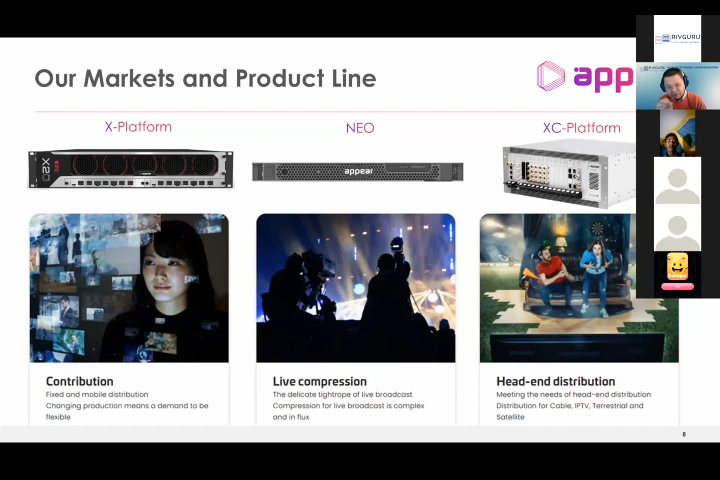 Our Markets and Product Line
app
X-Platform
NEO
XC-Platform
X20
appear
Contribution
Fixed and mobile distribution
Changing production means a demand to be
flexible
Live compression
The delicate tightrope of live broadcast
Compression for live broadcast is complex
and in flux
Head-end distribution
Meeting the needs of head-end distribution
Distribution for Cable, IPTV, Terrestrial and
Satellite
8
RIVGURU